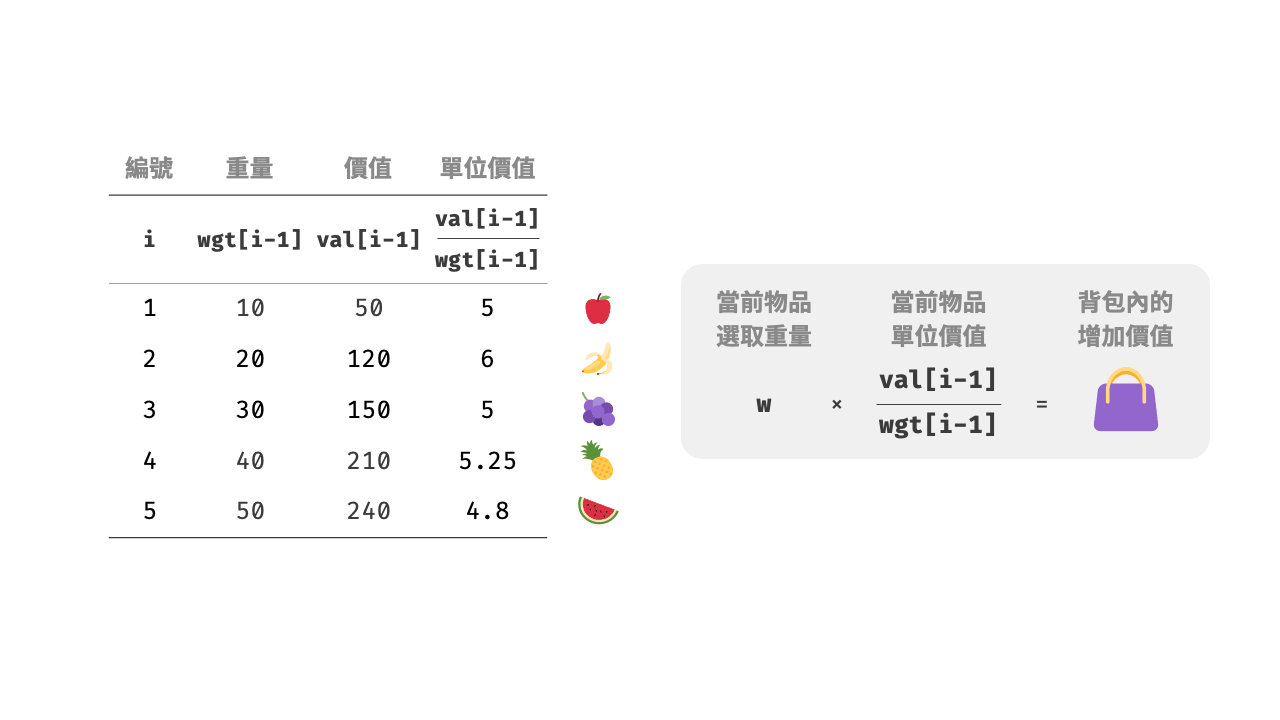 編號 重量 價值 單位價值
i wgt[i-1] val[i-1] val[i-1]
wgt[i-1]
1 10 50 5
2 20 120 6
3 30 150 5
4 40 210 5.25
5 50 240 4.8
當前物品 當前物品 背包內的
選取重量 單位價值 增加價值
w × val[i-1] =
wgt[i-1]